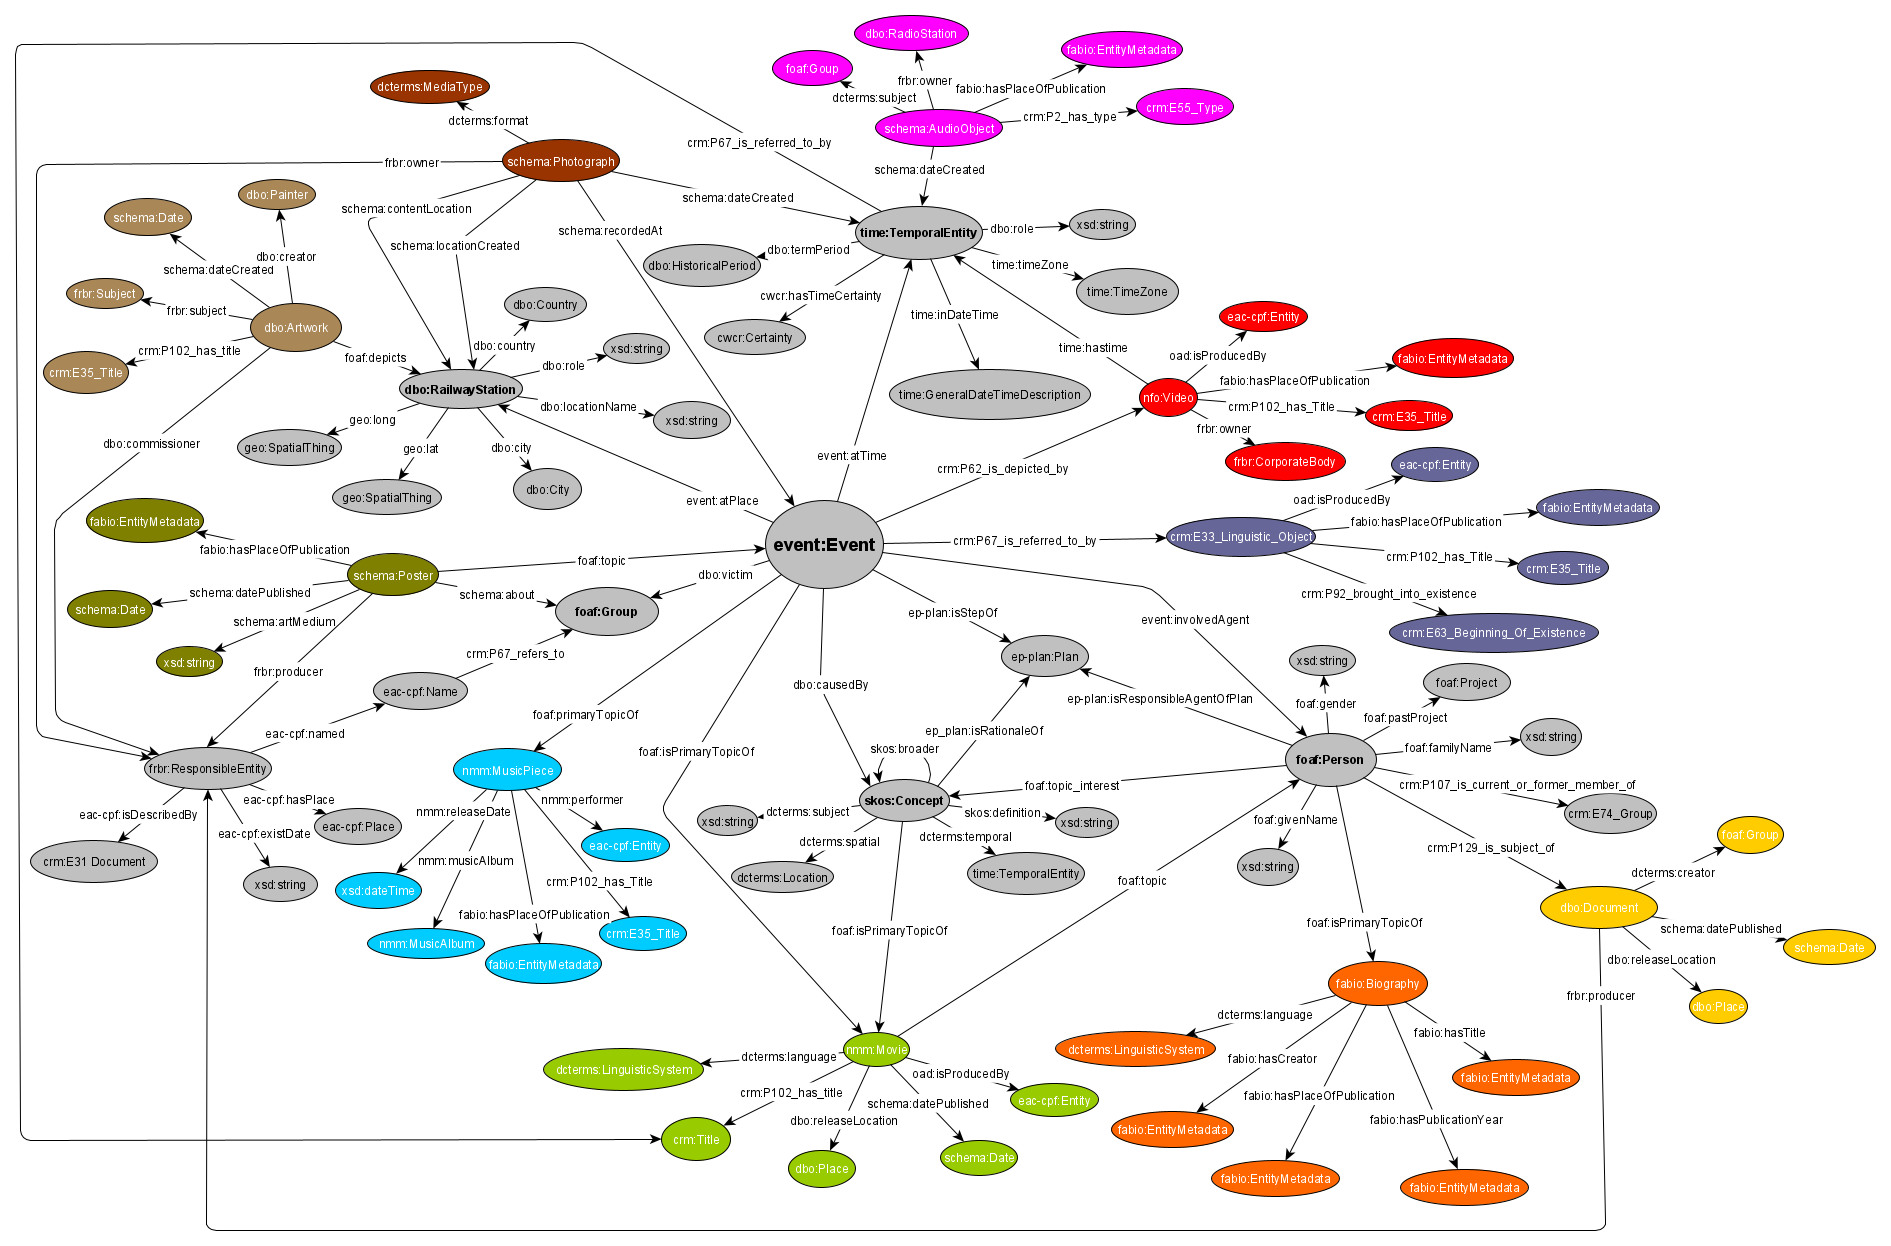 dbo:RadioStation
fabio:EntityMetadata
foaf:Goup
frbr:owner
dcterms:MediaType
fabio:hasPlaceOfPublication
dcterms:subject
crm:E55_Type
crm:P2_has_type
dcterms:format
schema:AudioObject
crm:P67_is_referred_to_by
frbr:owner
schema:Photograph
schema:dateCreated
dbo:Painter
schema:dateCreated
schema:contentLocation
schema:Date
xsd:string
dbo:role
schema:recordedAt
time:TemporalEntity
schema:locationCreated
dbo:termPeriod
dbo:creator
dbo:HistoricalPeriod
time:timeZone
schema:dateCreated
time:TimeZone
frbr:Subject
cwcr:hasTimeCertainty
dbo:Country
frbr:subject
time:inDateTime
eac-cpf:Entity
dbo:Artwork
cwcr:Certainty
dbo:country
xsd:string
time:hastime
crm:P102_has_title
foaf:depicts
oad:isProducedBy
fabio:EntityMetadata
dbo:role
crm:E35_Title
fabio:hasPlaceOfPublication
dbo:RailwayStation
time:GeneralDateTimeDescription
nfo:Video
dbo:locationName
crm:P102_has_Title
crm:E35_Title
geo:long
xsd:string
frbr:owner
dbo:commissioner
geo:SpatialThing
geo:lat
dbo:city
event:atTime
frbr:CorporateBody
eac-cpf:Entity
crm:P62_is_depicted_by
geo:SpatialThing
dbo:City
event:atPlace
oad:isProducedBy
fabio:EntityMetadata
fabio:EntityMetadata
fabio:hasPlaceOfPublication
crm:E33_Linguistic_Object
event:Event
crm:P67_is_referred_to_by
fabio:hasPlaceOfPublication
foaf:topic
crm:P102_has_Title
crm:E35_Title
schema:Poster
dbo:victim
schema:datePublished
schema:about
crm:P92_brought_into_existence
schema:Date
foaf:Group
ep-plan:isStepOf
schema:artMedium
event:involvedAgent
crm:E63_Beginning_Of_Existence
crm:P67_refers_to
ep-plan:Plan
xsd:string
xsd:string
frbr:producer
dbo:causedBy
foaf:Project
eac-cpf:Name
ep-plan:isResponsibleAgentOfPlan
foaf:gender
foaf:primaryTopicOf
foaf:pastProject
eac-cpf:named
ep_plan:isRationaleOf
xsd:string
foaf:isPrimaryTopicOf
skos:broader
foaf:familyName
foaf:Person
frbr:ResponsibleEntity
nmm:MusicPiece
foaf:topic_interest
crm:P107_is_current_or_former_member_of
eac-cpf:hasPlace
nmm:performer
skos:Concept
nmm:releaseDate
dcterms:subject
skos:definition
crm:E74_Group
eac-cpf:isDescribedBy
eac-cpf:Place
xsd:string
xsd:string
foaf:givenName
eac-cpf:existDate
dcterms:temporal
foaf:Group
dcterms:spatial
eac-cpf:Entity
crm:P129_is_subject_of
crm:E31 Document
nmm:musicAlbum
xsd:string
dcterms:creator
dcterms:Location
time:TemporalEntity
crm:P102_has_Title
foaf:topic
xsd:string
xsd:dateTime
dbo:Document
fabio:hasPlaceOfPublication
foaf:isPrimaryTopicOf
schema:datePublished
foaf:isPrimaryTopicOf
crm:E35_Title
nmm:MusicAlbum
schema:Date
dbo:releaseLocation
fabio:EntityMetadata
fabio:Biography
frbr:producer
dbo:Place
dcterms:language
fabio:hasTitle
nmm:Movie
dcterms:LinguisticSystem
dcterms:language
fabio:hasCreator
dcterms:LinguisticSystem
oad:isProducedBy
fabio:EntityMetadata
crm:P102_has_title
fabio:hasPlaceOfPublication
schema:datePublished
eac-cpf:Entity
dbo:releaseLocation
fabio:hasPublicationYear
fabio:EntityMetadata
crm:Title
schema:Date
dbo:Place
fabio:EntityMetadata
fabio:EntityMetadata